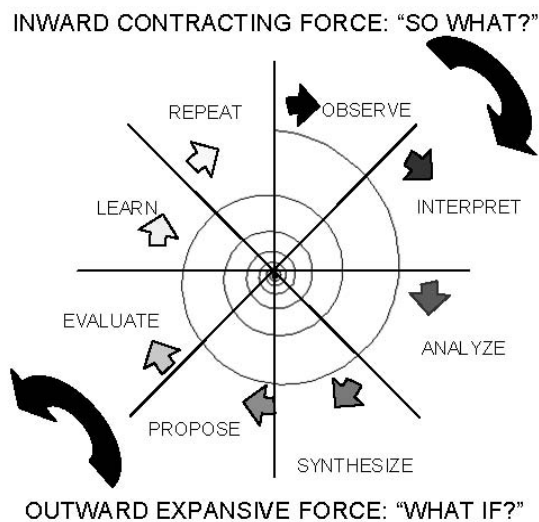 INWARD CONTRACTING FORCE: “SO WHAT?”
REPEAT
OBSERVE
LEARN
INTERPRET
EVALUATE
ANALYZE
PROPOSE
SYNTHESIZE
OUTWARD EXPANSIVE FORCE: “WHAT IF?”